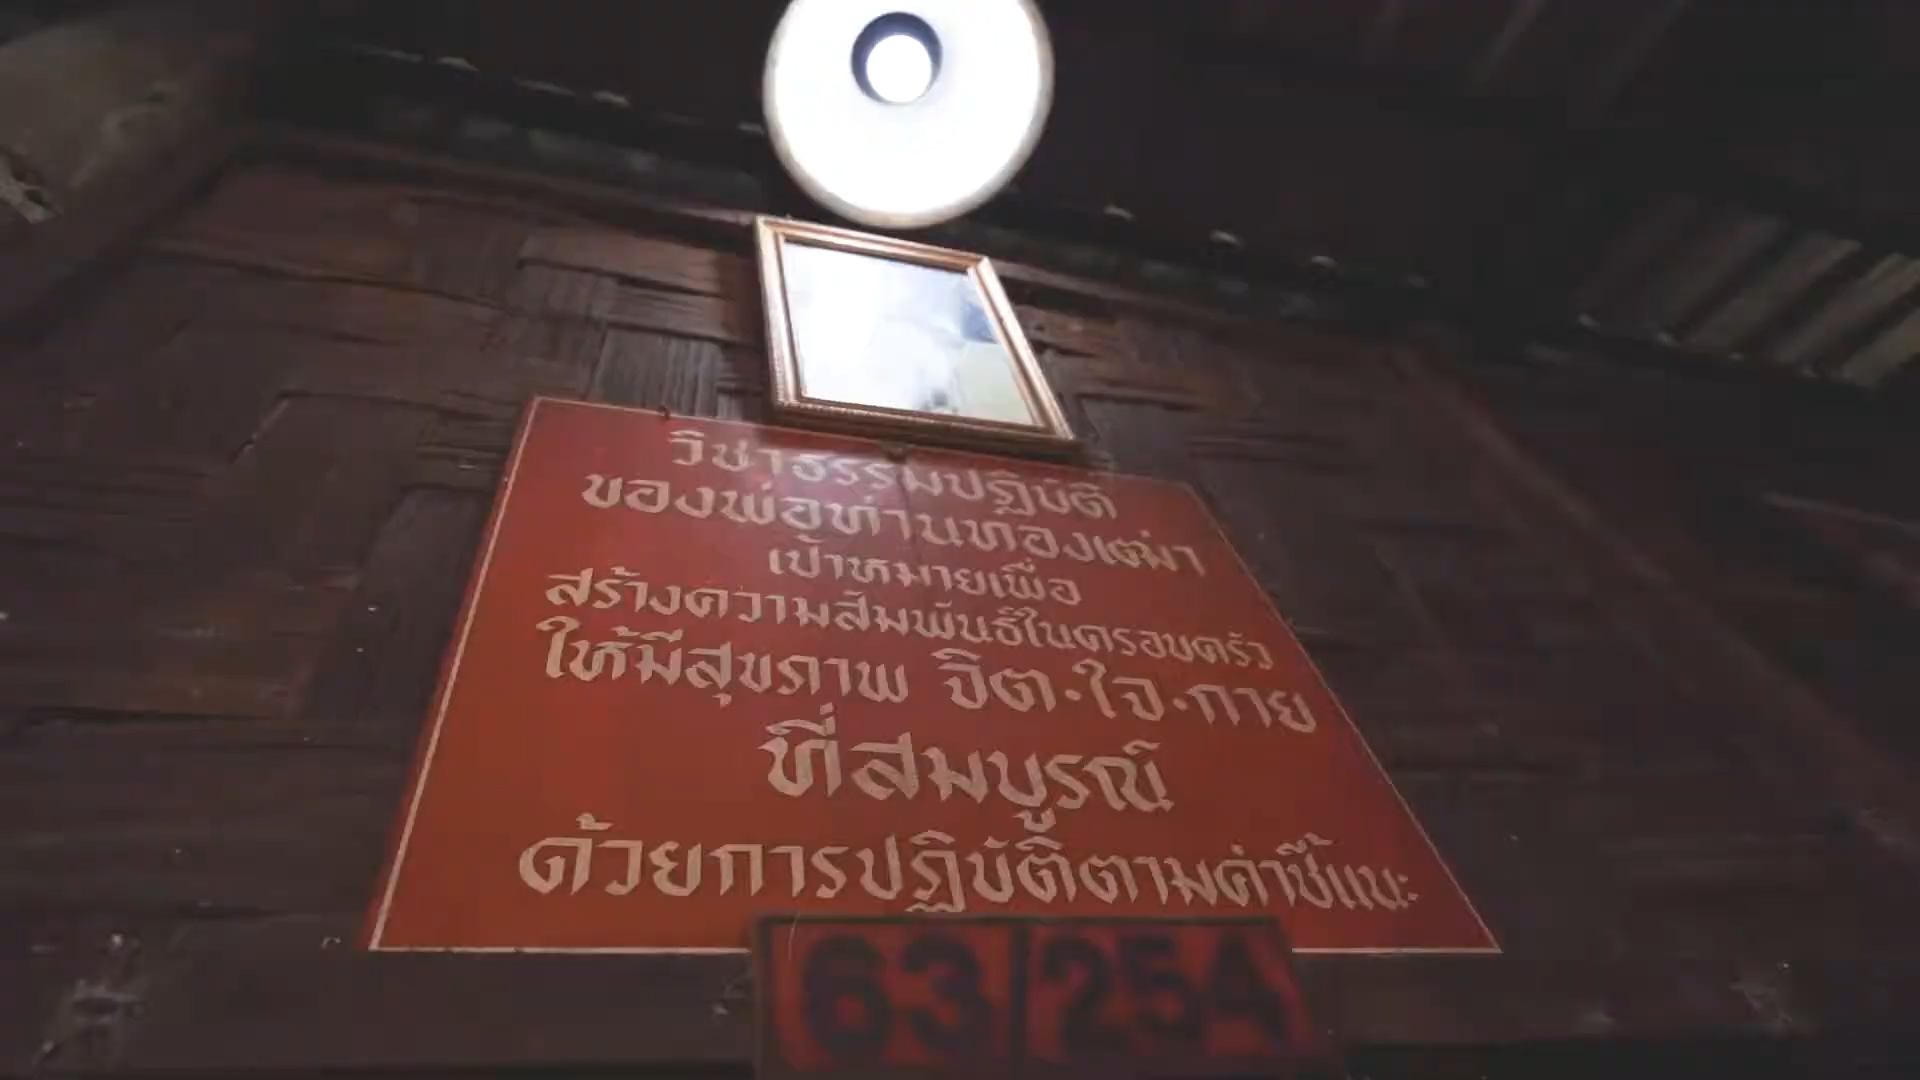 วิชาธรรมปฏิบัติ
ของพ่อท่านทองเฒ่า
เป้าหมายเพื่อ
สร้างความสัมพันธ์ในครอบครัว
ให้มีสุขภาพ จิต.ใจ.กาย
ที่สมบูรณ์
ด้วยการปฏิบัติตามคำชี้แนะ
63 25A